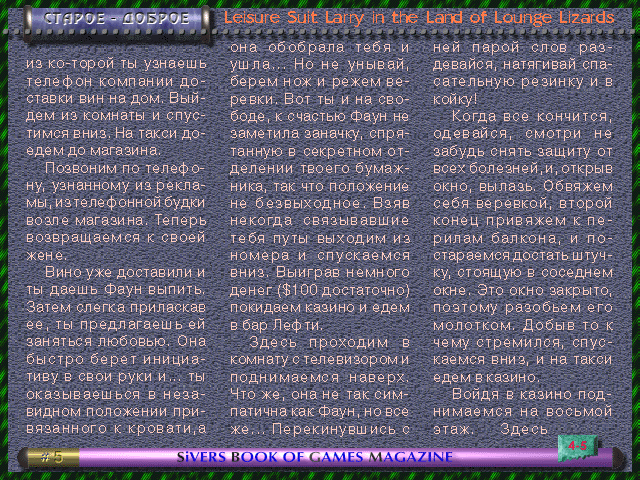 СТАРОЕ - ДОБРОЕ
Leisure Suit Larry in the Land of Lounge Lizards
из ко-торой ты узнаешь
телефон компании до-
ставки вин на дом. Вый-
дем из комнаты и спус-
тимся вниз. На такси до-
едем до магазина.
Позвоним по телефо-
ну, узнанному из рекла-
мы, из телефонной будки
возле магазина. Теперь
возвращаемся к своей
жене.
Вино уже доставили и
ты даешь Фаун выпить.
Затем слегка приласкав
ее, ты предлагаешь ей
заняться любовью. Она
быстро берет инициа-
тиву в свои руки и... ты
оказываешься в неза-
видном положении при-
вязанного к кровати, а
она обобрала тебя и
ушла... Но не унывай,
берем нож и режем ве-
ревки. Вот ты и на сво-
боде, к счастью Фаун не
заметила заначку, спря-
танную в секретном от-
делении твоего бумаж-
ника, так что положение
не безвыходное. Взяв
некогда связывавшие
тебя путы выходим из
номера и спускаемся
вниз. Выиграв немного
денег ($100 достаточно)
покидаем казино и едем
в бар Лефти.
Здесь проходим в
комнату с телевизором и
поднимаемся наверх.
Что же, она не так сим-
патична как Фаун, но все
же... Перекинувшись с
ней парой слов раз-
девайся, натягивай спа-
сательную резинку и в
койку!
Когда все кончится,
одевайся, смотри не
забудь снять защиту от
всех болезней, и, открыв
окно, вылазь. Обвяжем
себя веревкой, второй
конец привяжем к пе-
рилам балкона, и по-
стараемся достать штуч-
ку, стоящую в соседнем
окне. Это окно закрыто,
поэтому разобьем его
молотком. Добыв то к
чему стремился, спус-
каемся вниз, и на такси
едем в казино.
Войдя в казино под-
нимаемся на восьмой
этаж. Здесь
#5
SiVERS BOOK OF GAMES MAGAZINE
4-5